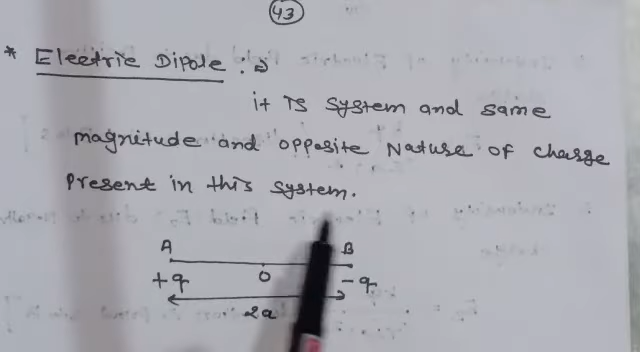 43
* Electric Dipole :⇒
it is system and same
magnitude and opposite Nature of charge
Present in this system.
A B
+q O -q
2a